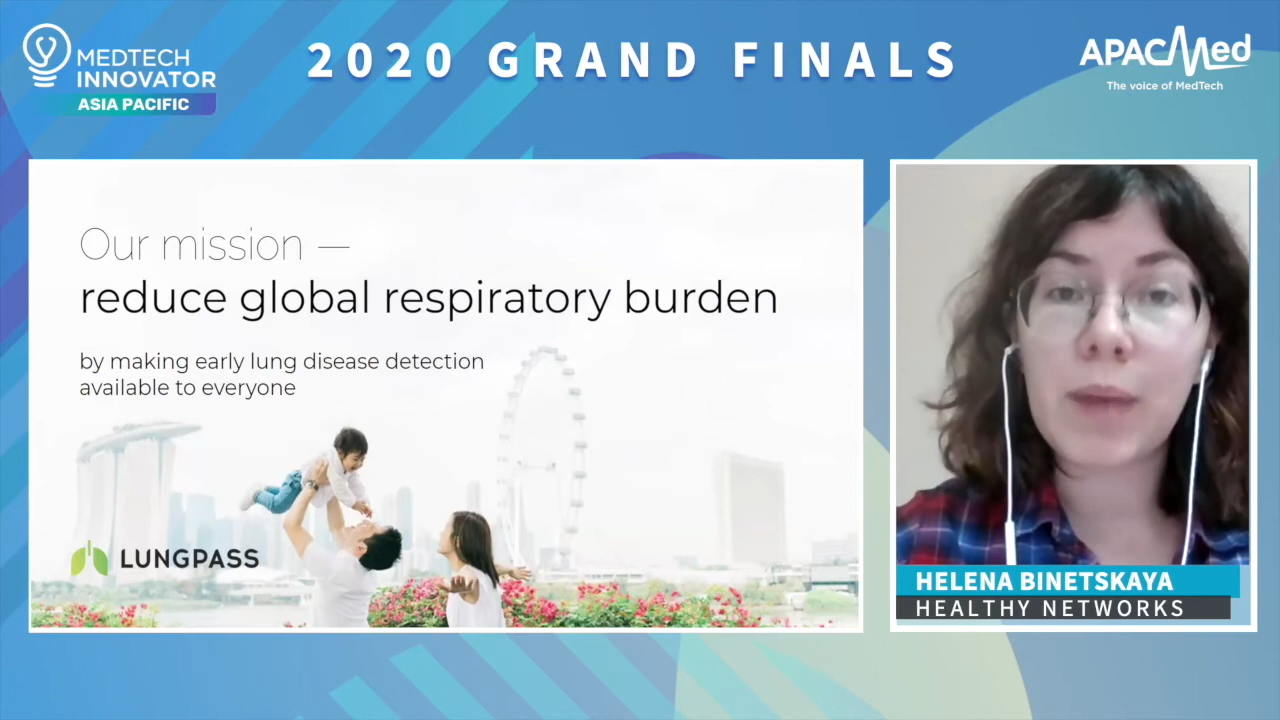 MEDTECH
INNOVATOR
ASIA PACIFIC
2020 GRAND FINALS
APACMed
The voice of MedTech
Our mission —
reduce global respiratory burden
by making early lung disease detection
available to everyone
LUNGPASS
HELENA BINETSKAYA
HEALTHY NETWORKS